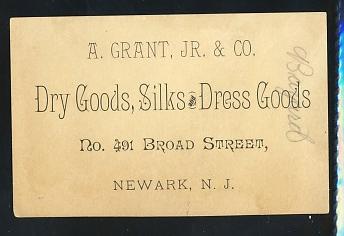 A. GRANT, JR. & CO.
Dry Goods, Silks & Dress Goods
No. 491 BROAD STREET,
NEWARK, N. J.